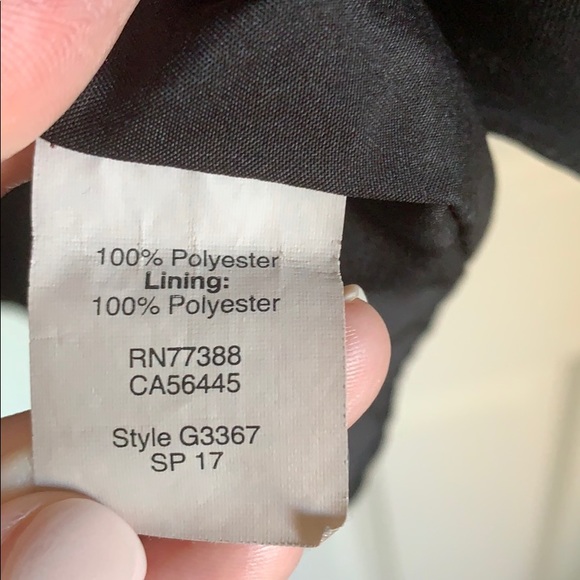 100% Polyester
Lining:
100% Polyester
RN77388
CA56445
Style G3367
SP 17